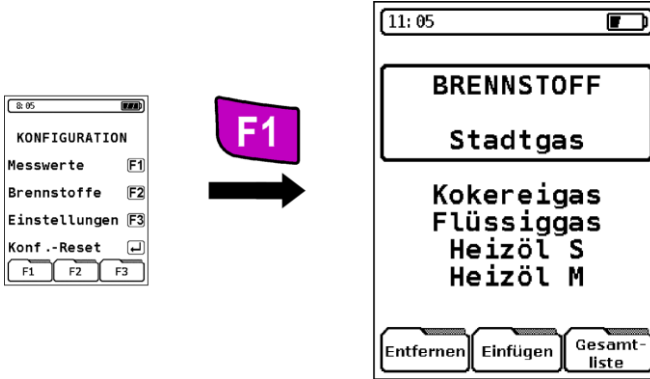 8:05
KONFIGURATION
Messwerte F1
Brennstoffe F2
Einstellungen F3
Konf.-Reset ↵
F1 F2 F3
F1
11:05
BRENNSTOFF
Stadtgas
Kokereigas
Flüssiggas
Heizöl S
Heizöl M
Entfernen Einfügen Gesamt-
liste